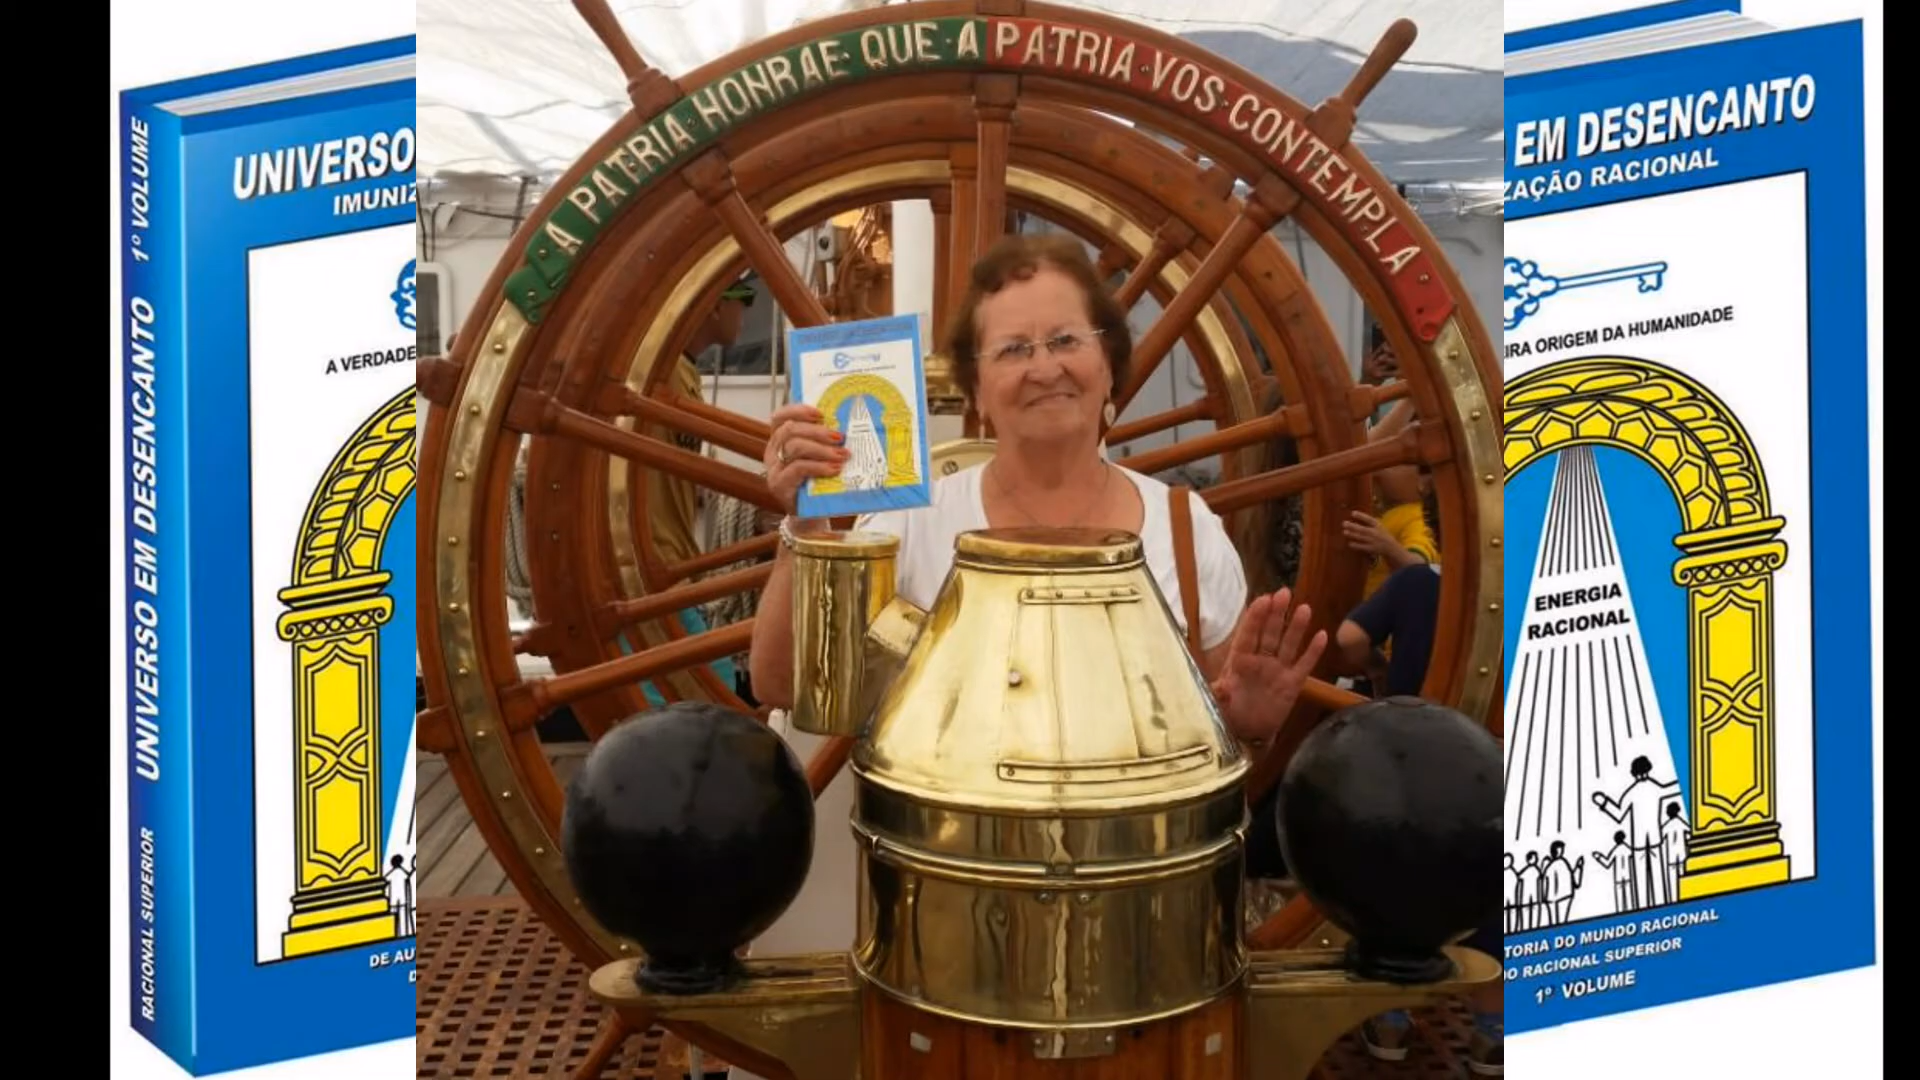 A PATRIA HONRAE QUE A PATRIA VOS CONTEMPLA
UNIVERSO
IMUNIZ
A VERDADE
DE AU
D
RACIONAL SUPERIOR UNIVERSO EM DESENCANTO 1º VOLUME
EM DESENCANTO
ZAÇÃO RACIONAL
IRA ORIGEM DA HUMANIDADE
ENERGIA
RACIONAL
TORIA DO MUNDO RACIONAL
DO RACIONAL SUPERIOR
1º VOLUME